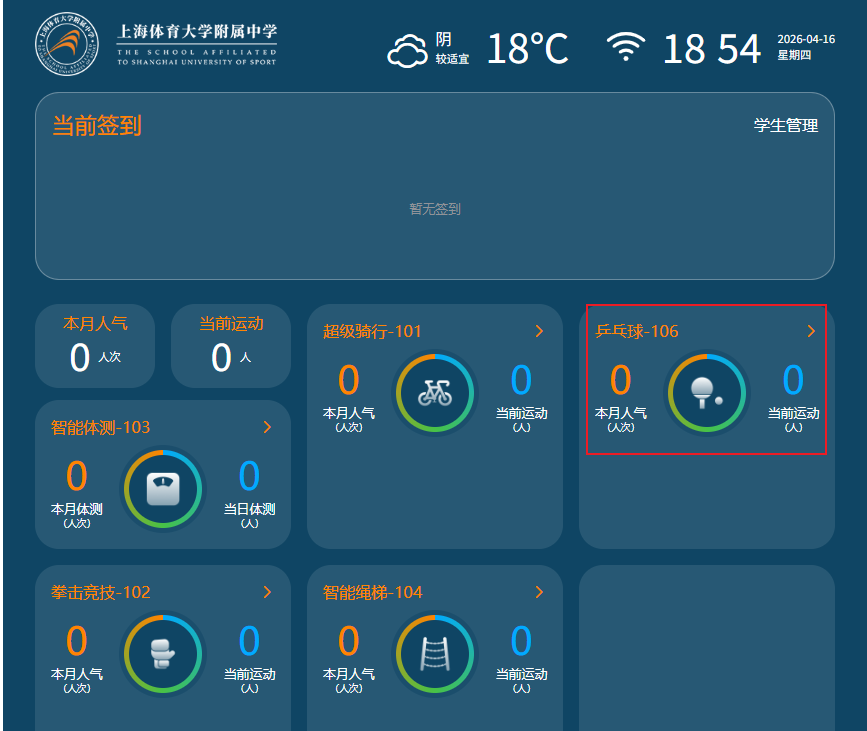 上海体育大学附属中学
THE SCHOOL AFFILIATED
TO SHANGHAI UNIVERSITY OF SPORT
阴
较适宜
18°C
18 54
2026-04-16
星期四
当前签到
学生管理
暂无签到
本月人气
0 人次
当前运动
0 人
超级骑行-101
0
本月人气
(人次)
0
当前运动
(人)
乒乓球-106
0
本月人气
(人次)
0
当前运动
(人)
智能体测-103
0
本月体测
(人次)
0
当日体测
(人)
拳击竞技-102
0
本月人气
(人次)
0
当前运动
(人)
智能绳梯-104
0
本月人气
(人次)
0
当前运动
(人)